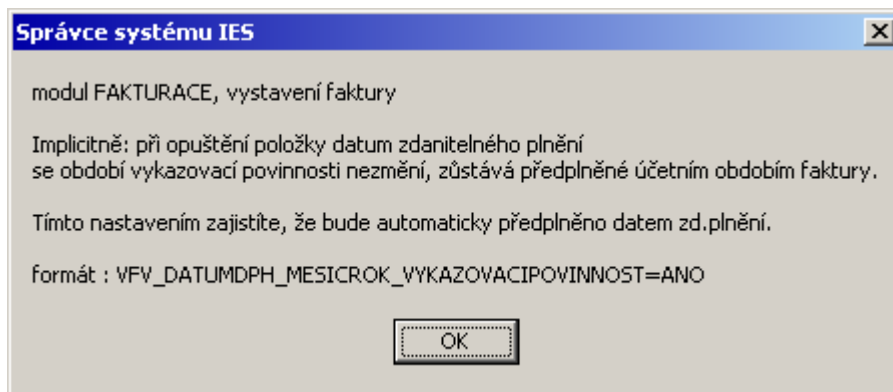 Správce systému IES
modul FAKTURACE, vystavení faktury
Implicitně: při opuštění položky datum zdanitelného plnění
se období vykazovací povinnosti nezmění, zůstává předplněné účetním obdobím faktury.
Tímto nastavením zajistíte, že bude automaticky předplněno datem zd.plnění.
formát : VFV_DATUMDPH_MESICROK_VYKAZOVACIPOVINNOST=ANO
OK